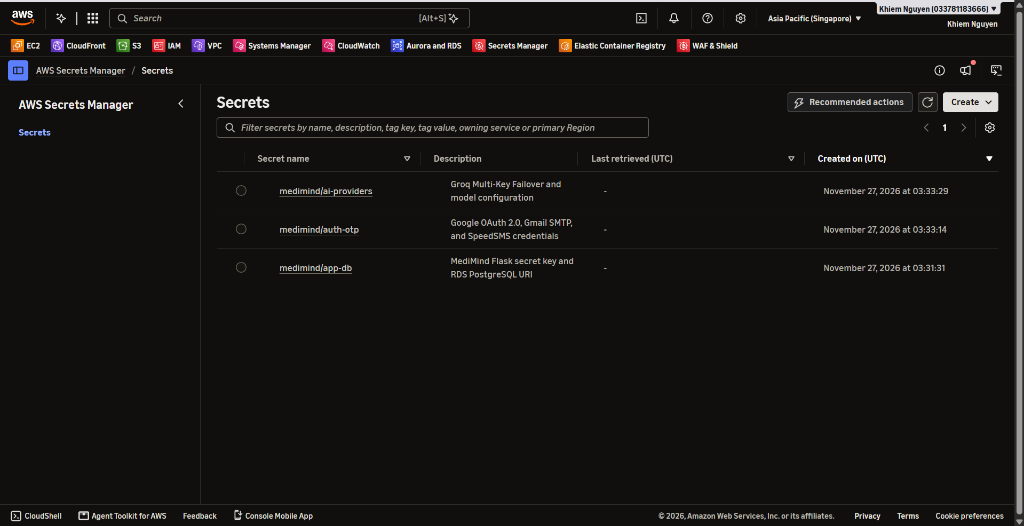 aws
Search
[Alt+S]
Asia Pacific (Singapore) ▼
Khiem Nguyen (033781183666) ▼
Khiem Nguyen
EC2
CloudFront
S3
IAM
VPC
Systems Manager
CloudWatch
Aurora and RDS
Secrets Manager
Elastic Container Registry
WAF & Shield
AWS Secrets Manager / Secrets
AWS Secrets Manager
Secrets
Secrets
Recommended actions
Create
Filter secrets by name, description, tag key, tag value, owning service or primary Region
1
Secret name
Description
Last retrieved (UTC)
Created on (UTC)
medimind/ai-providers
Groq Multi-Key Failover and
model configuration
-
November 27, 2026 at 03:33:29
medimind/auth-otp
Google OAuth 2.0, Gmail SMTP,
and SpeedSMS credentials
-
November 27, 2026 at 03:33:14
medimind/app-db
MediMind Flask secret key and
RDS PostgreSQL URI
-
November 27, 2026 at 03:31:31
CloudShell
Agent Toolkit for AWS
Feedback
Console Mobile App
© 2026, Amazon Web Services, Inc. or its affiliates.
Privacy
Terms
Cookie preferences